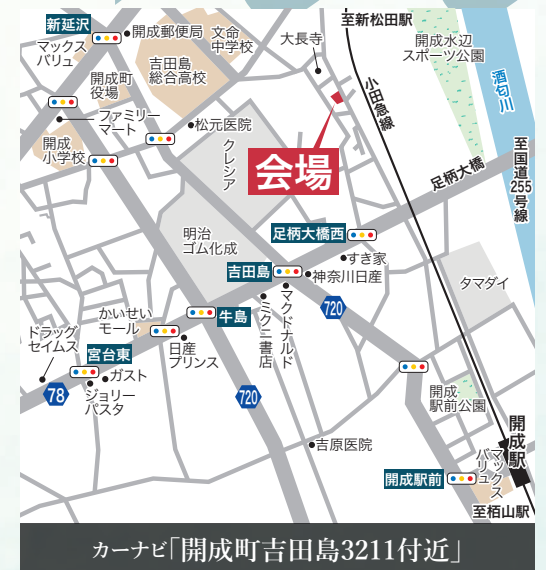 新延沢
開成郵便局
文命
中学校
マックス
バリュ
吉田島
総合高校
開成町
役場
ファミリー
マート
開成
小学校
松元医院
クレシア
大長寺
至新松田駅
小田急線
開成水辺
スポーツ公園
酒匂川
至国道255号線
足柄大橋
会場
足柄大橋西
すき家
明治
ゴム化成
吉田島
神奈川日産
タマダイ
マクドナルド
ミクニ書店
720
牛島
かいせい
モール
日産
プリンス
ドラッグ
セイムス
宮台東
ガスト
ジョリー
パスタ
78
720
開成
駅前公園
開成駅
マックス
バリュ
吉原医院
開成駅前
至栢山駅
カーナビ「開成町吉田島3211付近」